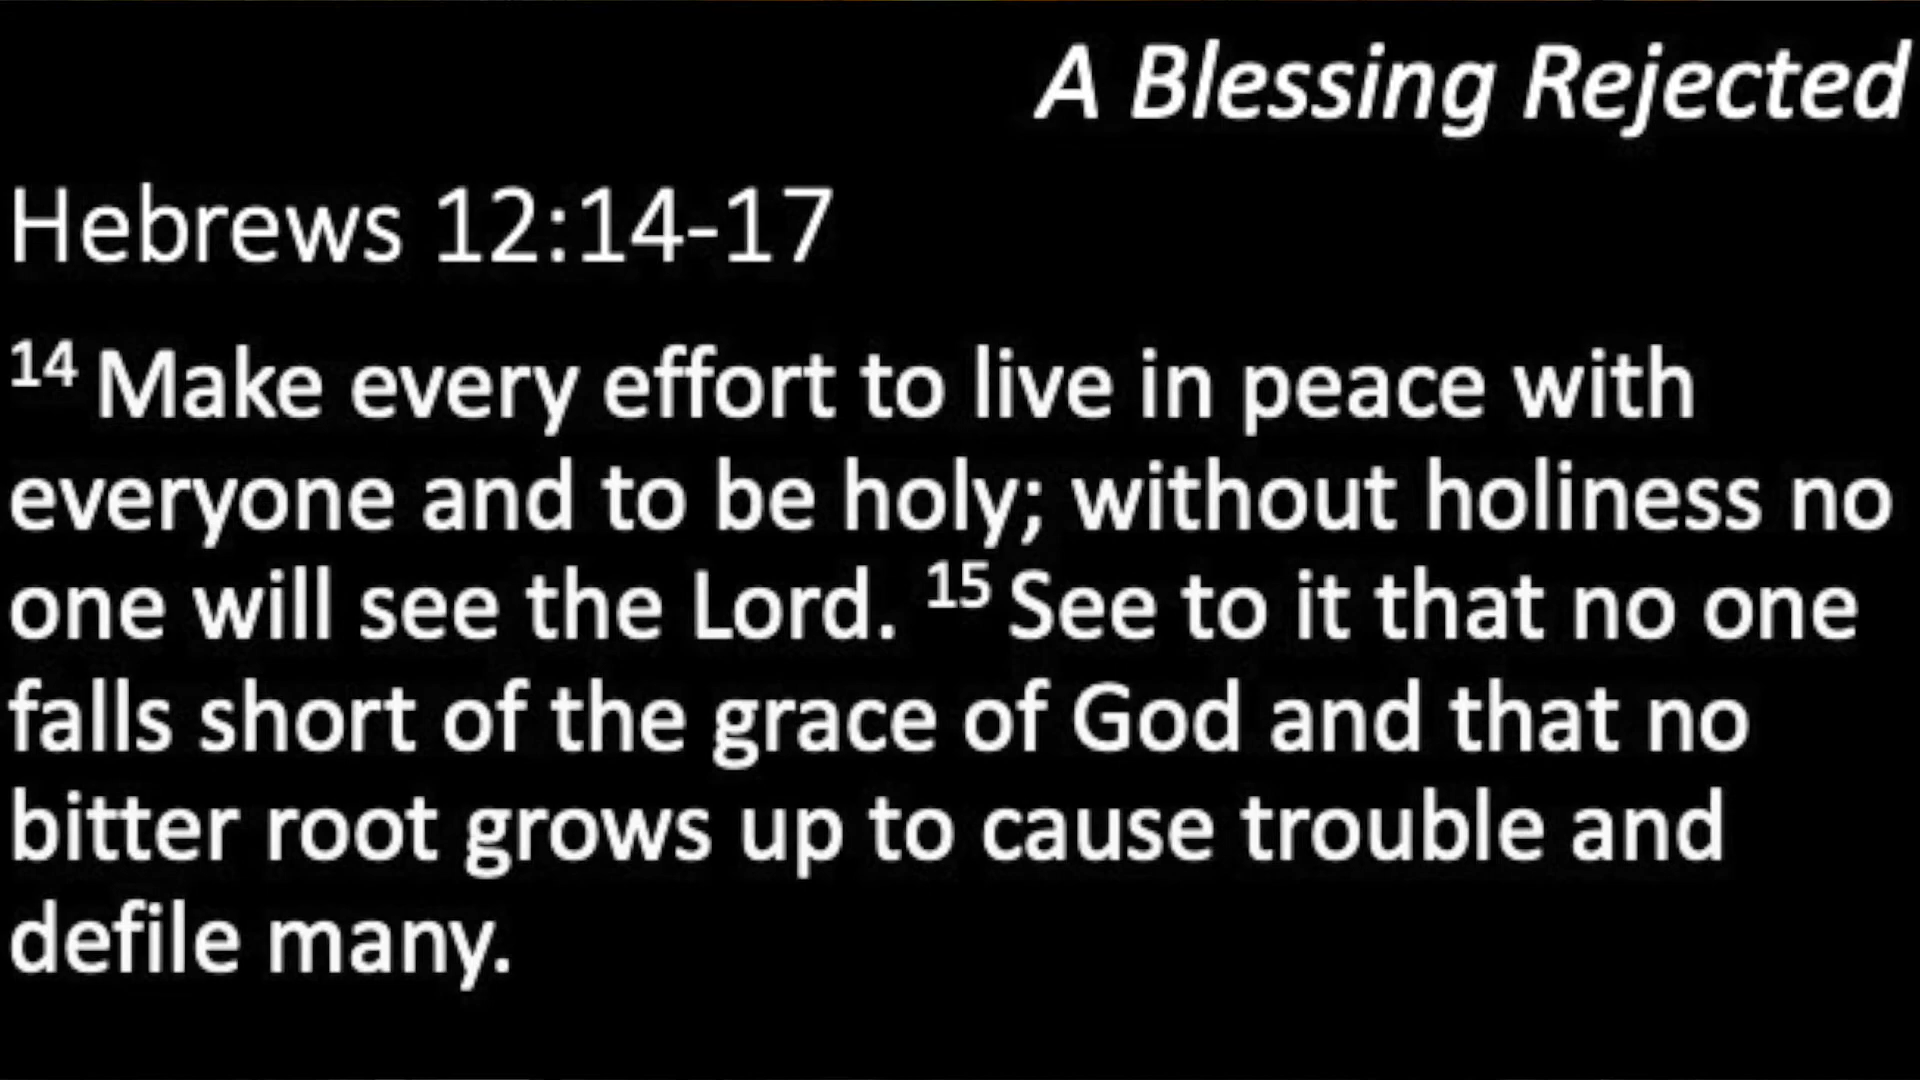 A Blessing Rejected
Hebrews 12:14-17
14 Make every effort to live in peace with
everyone and to be holy; without holiness no
one will see the Lord. 15 See to it that no one
falls short of the grace of God and that no
bitter root grows up to cause trouble and
defile many.